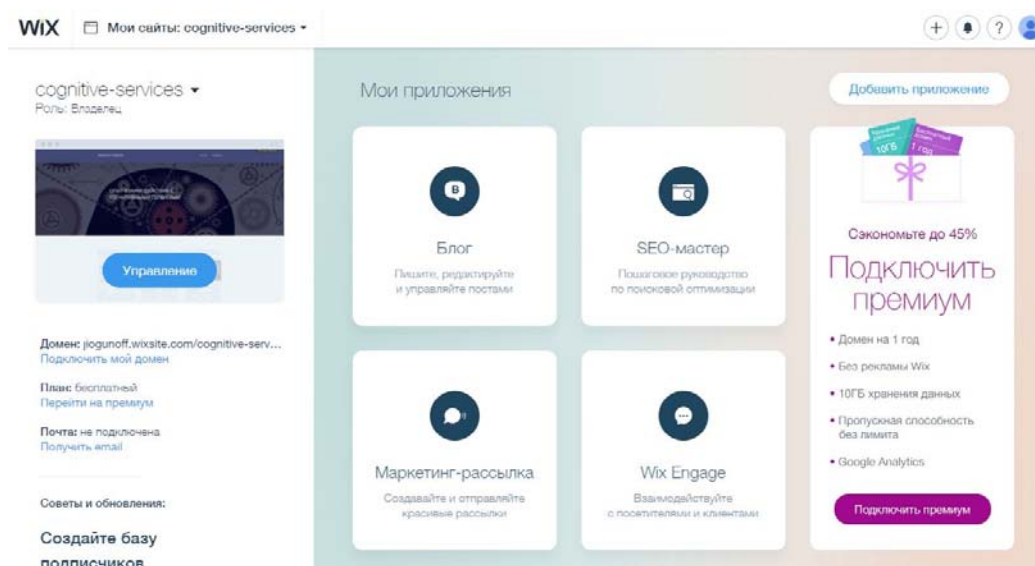 WiX
Мои сайты: cognitive-services
cognitive-services
Роль: Владелец
Управление
Домен: jiogunoff.wixsite.com/cognitive-serv...
Подключить мой домен
План: бесплатный
Перейти на премиум
Почта: не подключена
Получить email
Советы и обновления:
Создайте базу
подписчиков
Мои приложения
Добавить приложение
Блог
Пишите, редактируйте
и управляйте постами
SEO-мастер
Пошаговое руководство
по поисковой оптимизации
Маркетинг-рассылка
Создавайте и отправляйте
красивые рассылки
Wix Engage
Взаимодействуйте
с посетителями и клиентами
10ГБ
1 год
Сэкономьте до 45%
Подключить
премиум
• Домен на 1 год
• Без рекламы Wix
• 10ГБ хранения данных
• Пропускная способность
без лимита
• Google Analytics
Подключить премиум